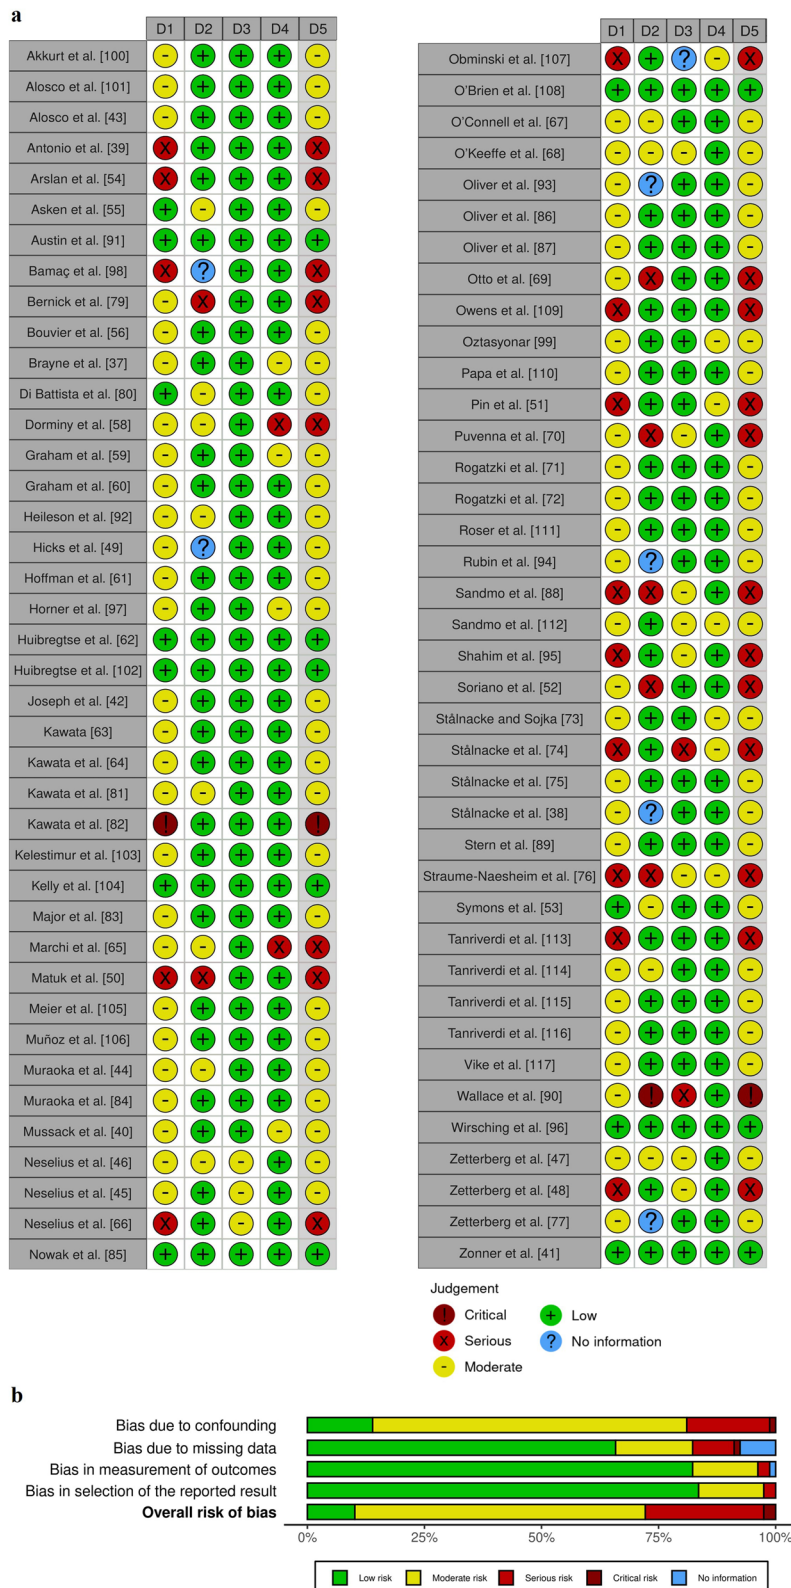 a
D1 D2 D3 D4 D5
Akkurt et al. [100] - + + + -
Alosco et al. [101] - + + + -
Alosco et al. [43] - + + + -
Antonio et al. [39] X + + + X
Arslan et al. [54] X + + + X
Asken et al. [55] + - + + -
Austin et al. [91] + + + + +
Bamaç et al. [98] X ? + + X
Bernick et al. [79] - X + + X
Bouvier et al. [56] - + + + -
Brayne et al. [37] - + + - -
Di Battista et al. [80] + - + + -
Dorminy et al. [58] - - + X X
Graham et al. [59] - + + - -
Graham et al. [60] - + + + -
Heileson et al. [92] - - + + -
Hicks et al. [49] - ? + + -
Hoffman et al. [61] - + + + -
Horner et al. [97] - + + - -
Huibregtse et al. [62] + + + + +
Huibregtse et al. [102] + + + + +
Joseph et al. [42] - + + + -
Kawata [63] - + + + -
Kawata et al. [64] - + + + -
Kawata et al. [81] - - + + -
Kawata et al. [82] ! + + + !
Kelestimur et al. [103] - + + + -
Kelly et al. [104] + + + + +
Major et al. [83] - + + + -
Marchi et al. [65] - - + X X
Matuk et al. [50] X X + + X
Meier et al. [105] - + + + -
Muñoz et al. [106] - + + + -
Muraoka et al. [44] - - + + -
Muraoka et al. [84] - + + + -
Mussack et al. [40] - + + - -
Neselius et al. [46] - - - + -
Neselius et al. [45] - + - + -
Neselius et al. [66] X + - + X
Nowak et al. [85] + + + + +
D1 D2 D3 D4 D5
Obminski et al. [107] X + ? - X
O'Brien et al. [108] + + + + +
O'Connell et al. [67] - - + + -
O'Keeffe et al. [68] - - - + -
Oliver et al. [93] - ? + + -
Oliver et al. [86] - + + + -
Oliver et al. [87] - + + + -
Otto et al. [69] - X + + X
Owens et al. [109] X + + + X
Oztasyonar [99] - + + - -
Papa et al. [110] - + + + -
Pin et al. [51] X + + - X
Puvenna et al. [70] - X - + X
Rogatzki et al. [71] - + + + -
Rogatzki et al. [72] - + + + -
Roser et al. [111] - + + + -
Rubin et al. [94] - ? + + -
Sandmo et al. [88] X X - + X
Sandmo et al. [112] - + - - -
Shahim et al. [95] X + - + X
Soriano et al. [52] - X + + X
Stålnacke and Sojka [73] - + + - -
Stålnacke et al. [74] X + X - X
Stålnacke et al. [75] - + + + -
Stålnacke et al. [38] - ? + + -
Stern et al. [89] - + + + -
Straume-Naesheim et al. [76] X X - - X
Symons et al. [53] + - + + -
Tanriverdi et al. [113] X + + + X
Tanriverdi et al. [114] - - + + -
Tanriverdi et al. [115] - + + + -
Tanriverdi et al. [116] - + + + -
Vike et al. [117] - + + + -
Wallace et al. [90] - ! X + !
Wirsching et al. [96] + + + + +
Zetterberg et al. [47] - - - + -
Zetterberg et al. [48] X + - + X
Zetterberg et al. [77] - ? + + -
Zonner et al. [41] + + + + +
Judgement
! Critical + Low
X Serious ? No information
- Moderate
b
Bias due to confounding
Bias due to missing data
Bias in measurement of outcomes
Bias in selection of the reported result
Overall risk of bias
0% 25% 50% 75% 100%
Low risk Moderate risk Serious risk Critical risk No information